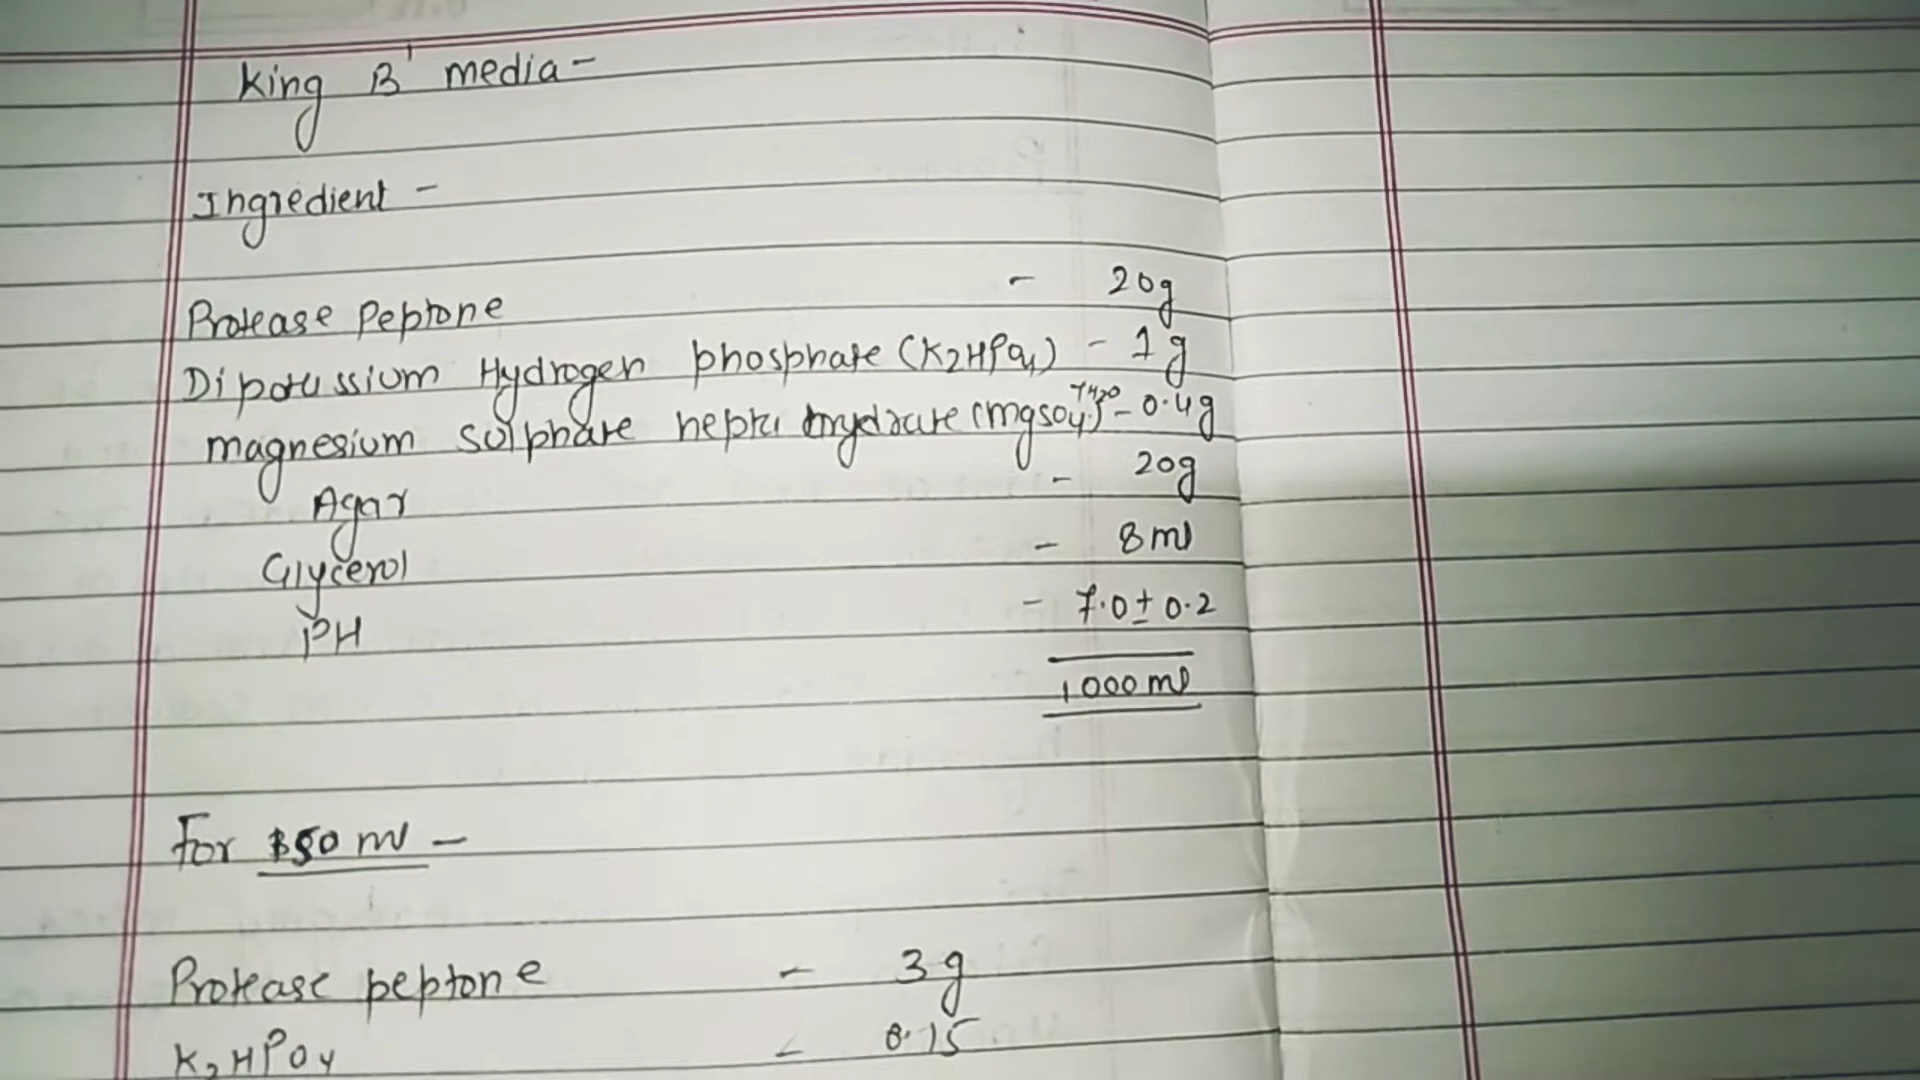 King B' media -
Ingredient -
Protease Peptone - 20g
Dipotassium Hydrogen phosphate (K2HPO4) - 1g
magnesium sulphate hepta hydrate (mgso4.7H2O) - 0.4g
Agar - 20g
Glycerol - 8ml
PH - 7.0 ± 0.2
1000 ml
For 150 ml -
Protease peptone - 3g
K2HPO4 - 0.15